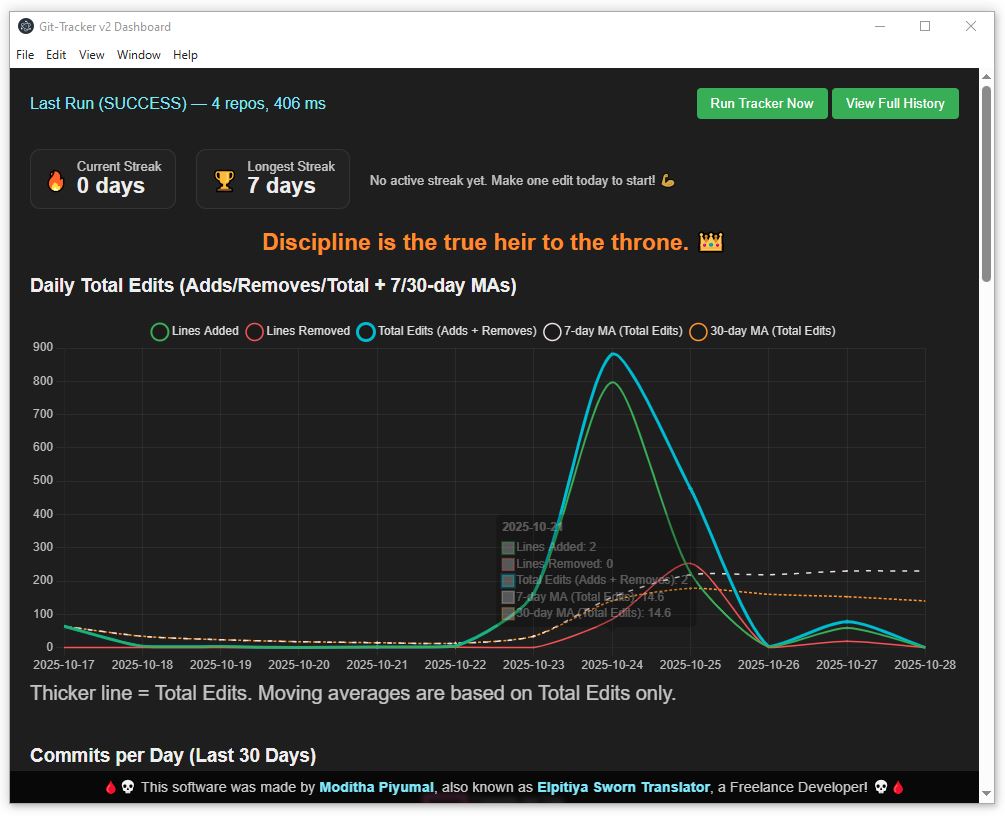 Git-Tracker v2 Dashboard
File Edit View Window Help
Last Run (SUCCESS) — 4 repos, 406 ms
Run Tracker Now
View Full History
Current Streak
0 days
Longest Streak
7 days
No active streak yet. Make one edit today to start! 💪
Discipline is the true heir to the throne. 👑
Daily Total Edits (Adds/Removes/Total + 7/30-day MAs)
Lines Added Lines Removed Total Edits (Adds + Removes) 7-day MA (Total Edits) 30-day MA (Total Edits)
900
800
700
600
500
400
300
200
100
0
2025-10-21
Lines Added: 2
Lines Removed: 0
Total Edits (Adds + Removes): 2
7-day MA (Total Edits): 14.6
30-day MA (Total Edits): 14.6
2025-10-17 2025-10-18 2025-10-19 2025-10-20 2025-10-21 2025-10-22 2025-10-23 2025-10-24 2025-10-25 2025-10-26 2025-10-27 2025-10-28
Thicker line = Total Edits. Moving averages are based on Total Edits only.
Commits per Day (Last 30 Days)
🩸💀 This software was made by Moditha Piyumal, also known as Elpitiya Sworn Translator, a Freelance Developer! 💀🩸